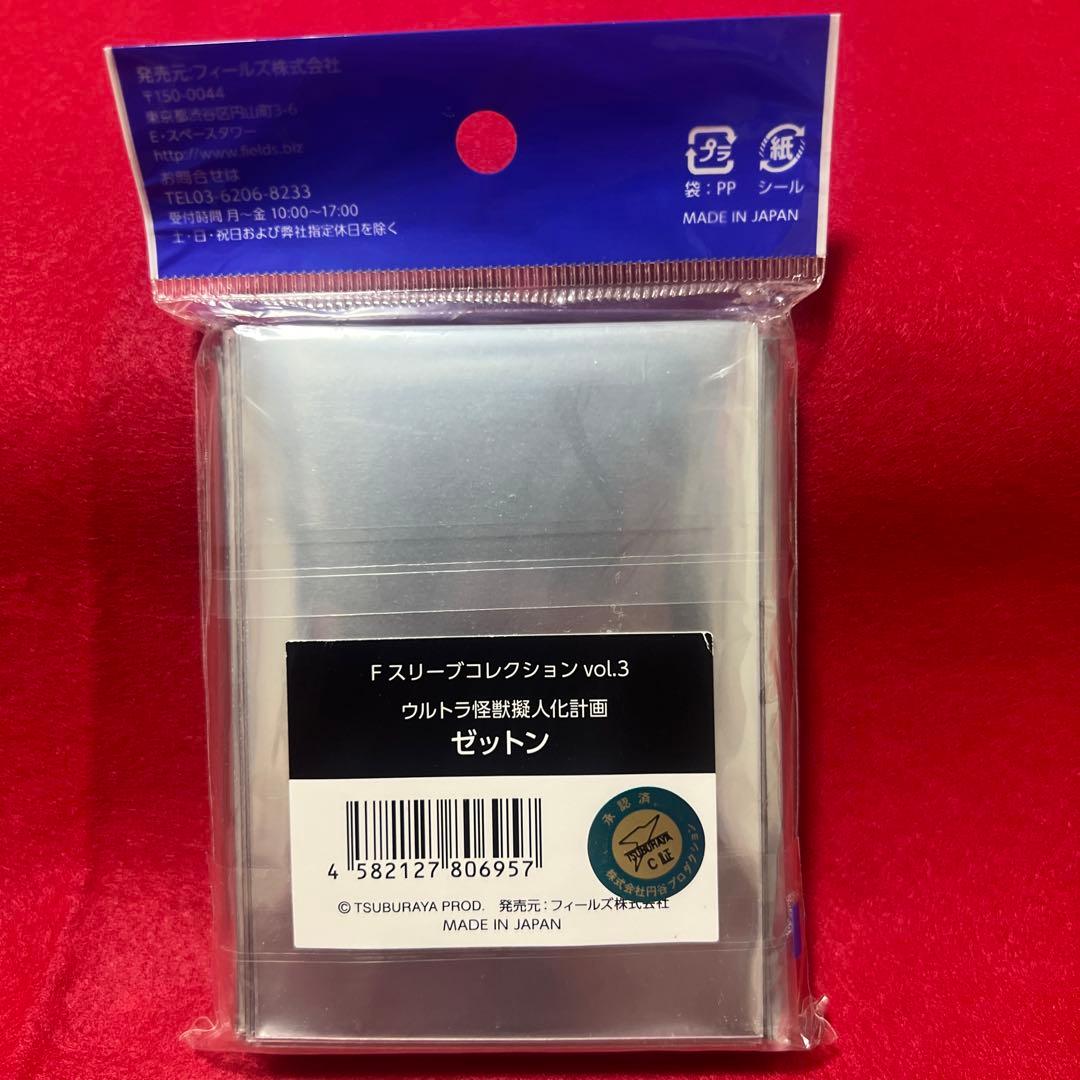 発売元:フィールズ株式会社
〒150-0044
東京都渋谷区円山町3-6
E・スペースタワー
http://www.fields.biz
お問合せは
TEL03-6206-8233
受付時間 月～金 10:00～17:00
土・日・祝日および弊社指定休日を除く
プラ
紙
袋：PP シール
MADE IN JAPAN
F スリーブコレクション vol.3
ウルトラ怪獣擬人化計画
ゼットン
4 582127 806957
承認済
TSUBURAYA
C証
株式会社円谷プロダクション
© TSUBURAYA PROD. 発売元：フィールズ株式会社
MADE IN JAPAN